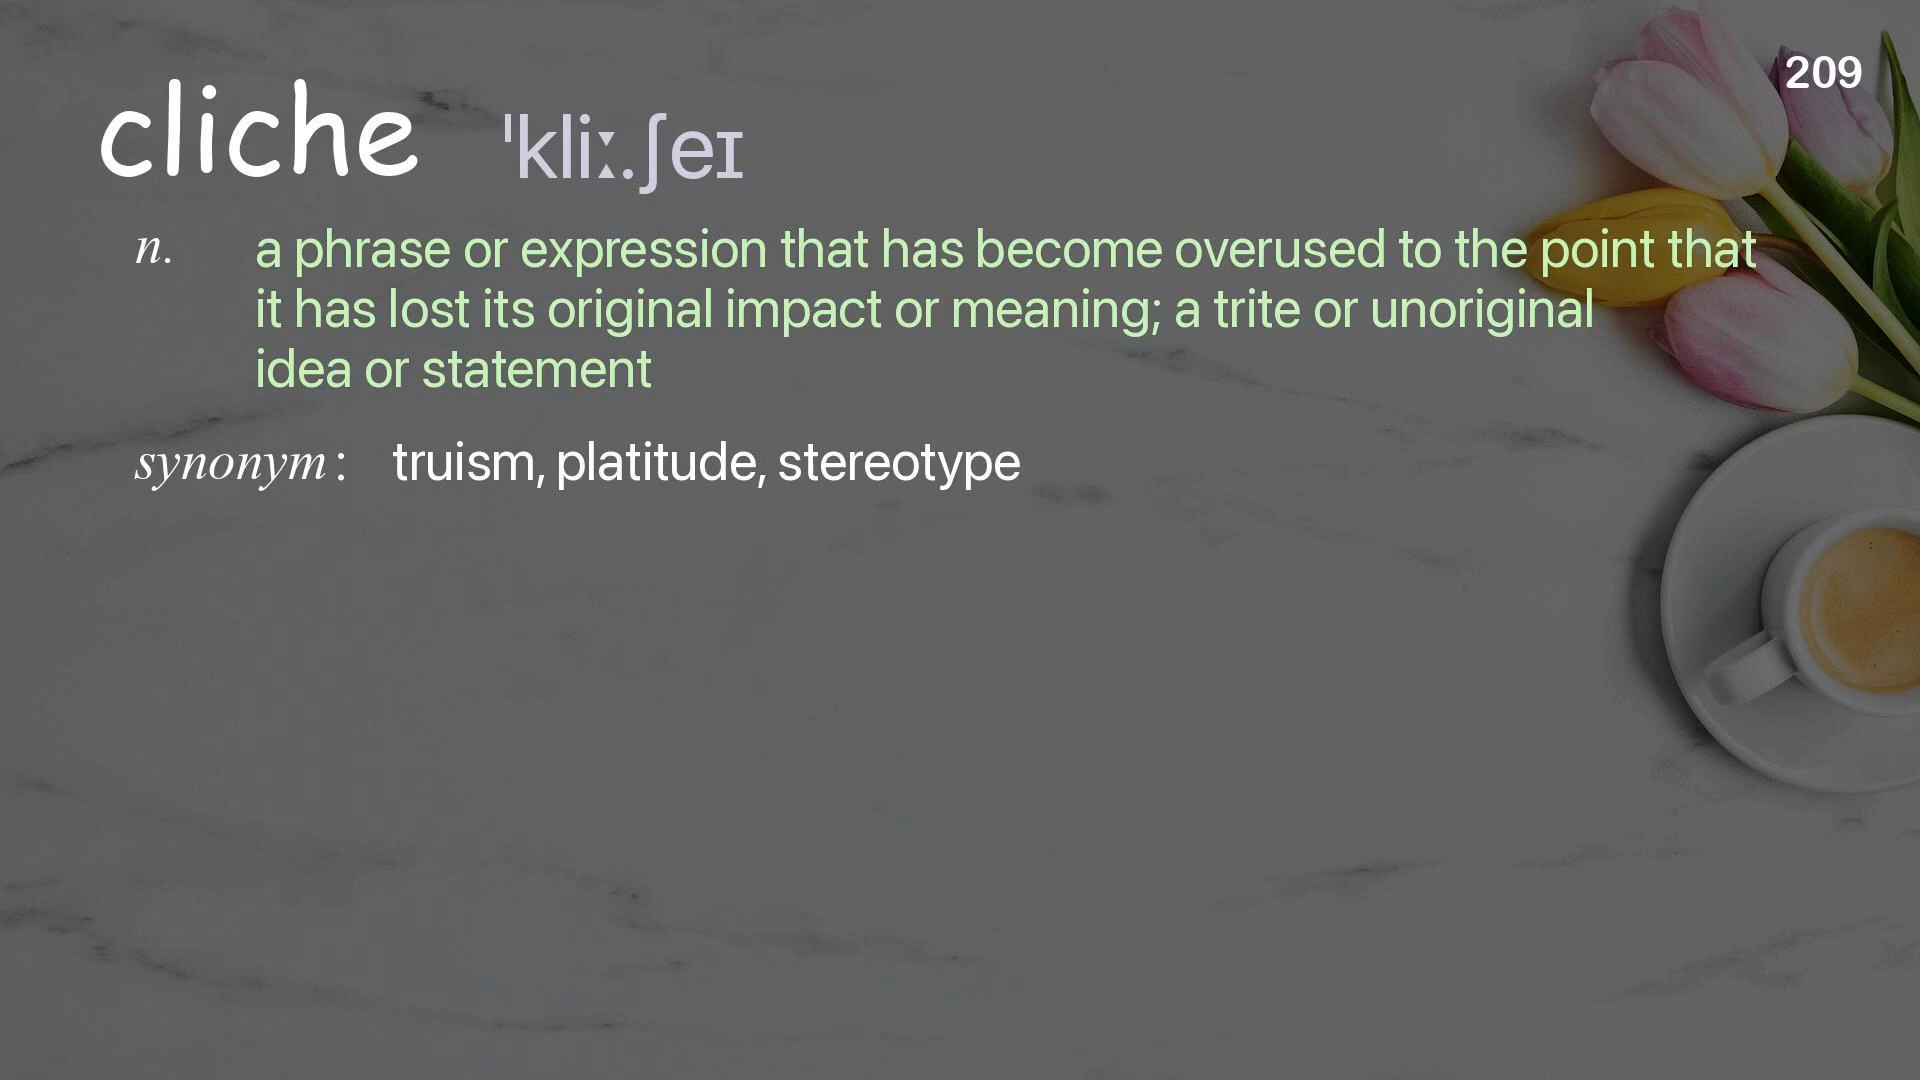 209
cliche ˈkliː.ʃeɪ
n. a phrase or expression that has become overused to the point that
it has lost its original impact or meaning; a trite or unoriginal
idea or statement
synonym: truism, platitude, stereotype